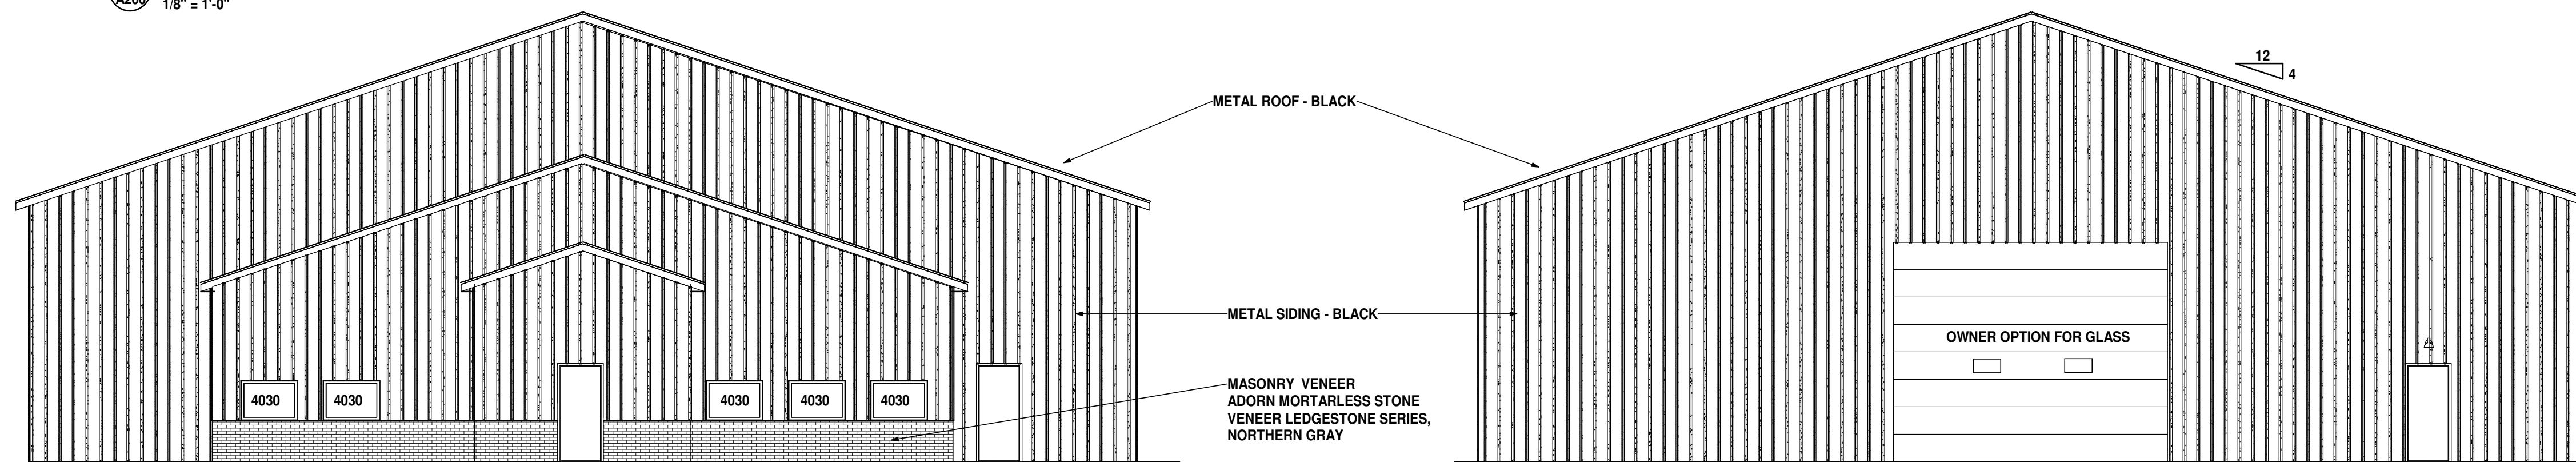 1/8" = 1'-0"
12
4
METAL ROOF - BLACK
METAL SIDING - BLACK
OWNER OPTION FOR GLASS
MASONRY VENEER
ADORN MORTARLESS STONE
VENEER LEDGESTONE SERIES,
NORTHERN GRAY
4030
4030
4030
4030
4030